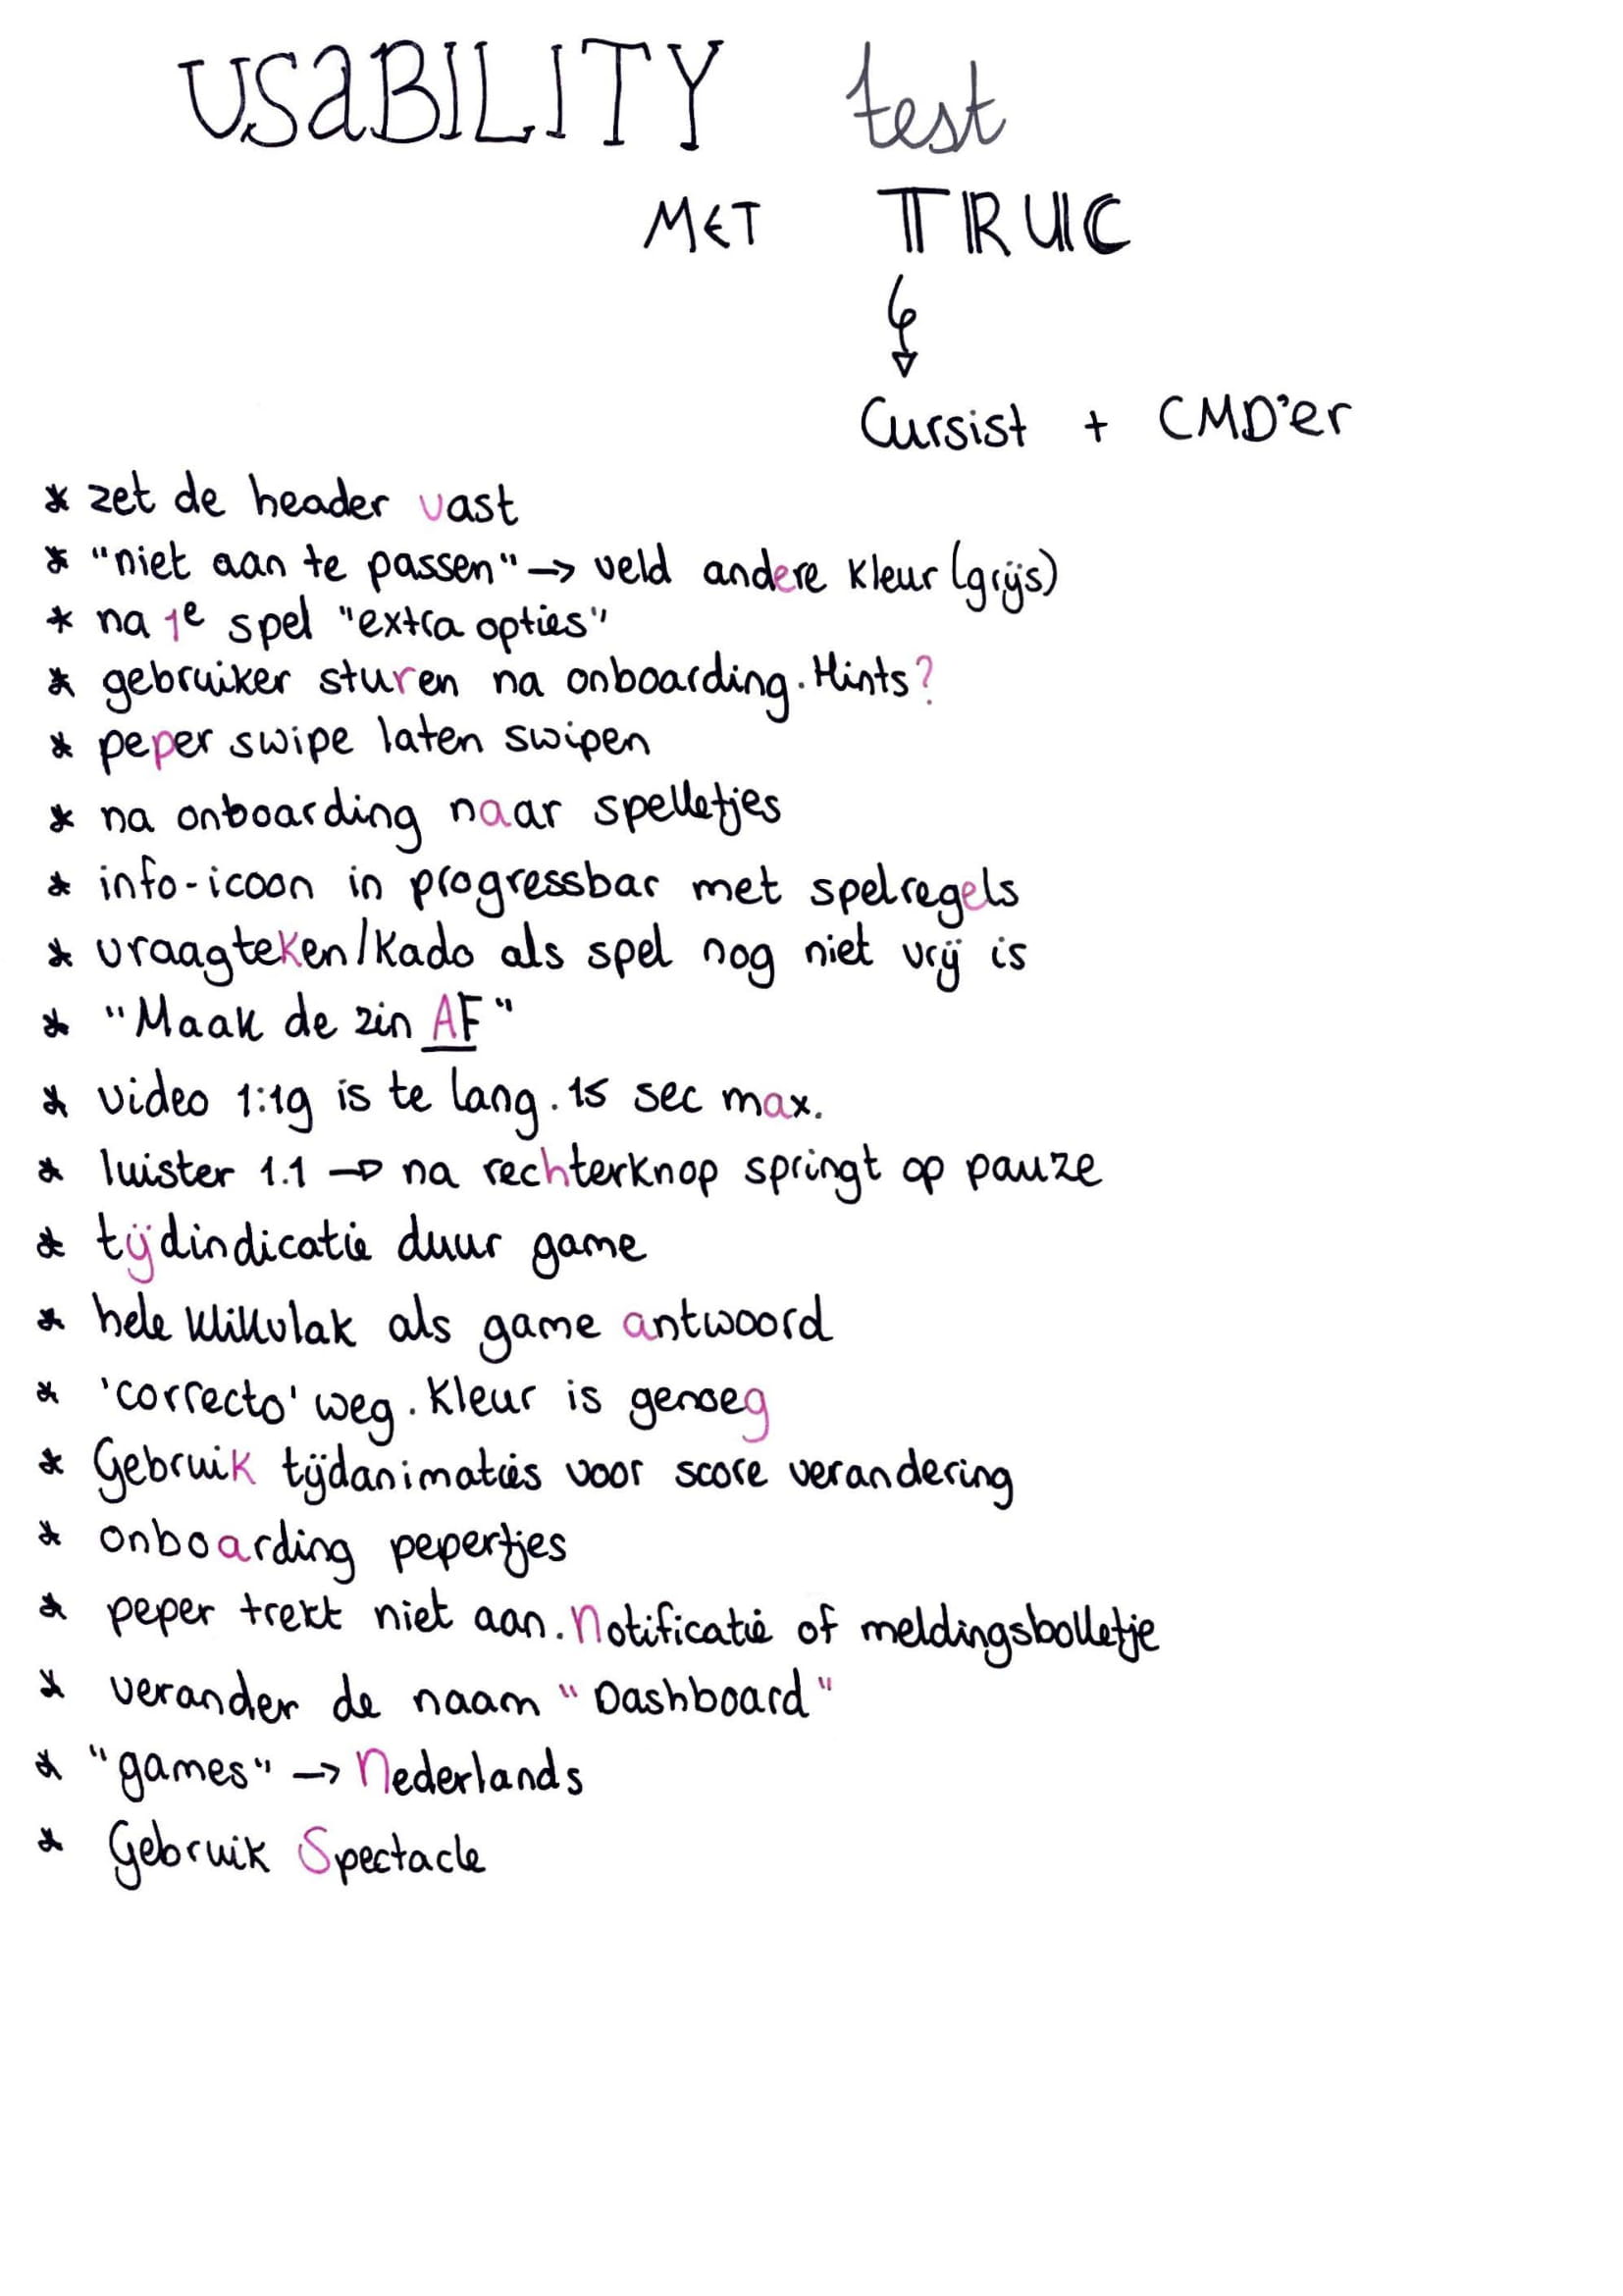 USaBILITY test
MET TRUC
Cursist + CMD'er
* zet de header vast
* "niet aan te passen" → veld andere kleur (grijs)
* na 1e spel "extra opties"
* gebruiker sturen na onboarding. Hints?
* peper swipe laten swipen
* na onboarding naar spelletjes
* info-icoon in progressbar met spelregels
* vraagteken/kado als spel nog niet vrij is
* "Maak de zin AF"
* video 1:19 is te lang. 15 sec max.
* luister 1.1 → na rechterknop springt op pauze
* tijdindicatie duur game
* hele klikvlak als game antwoord
* 'correcto' weg. Kleur is genoeg
* Gebruik tijdanimaties voor score verandering
* onboarding pepertjes
* peper trekt niet aan. Notificatie of meldingsbolletje
* verander de naam "Dashboard"
* "games" → Nederlands
* Gebruik Spectacle